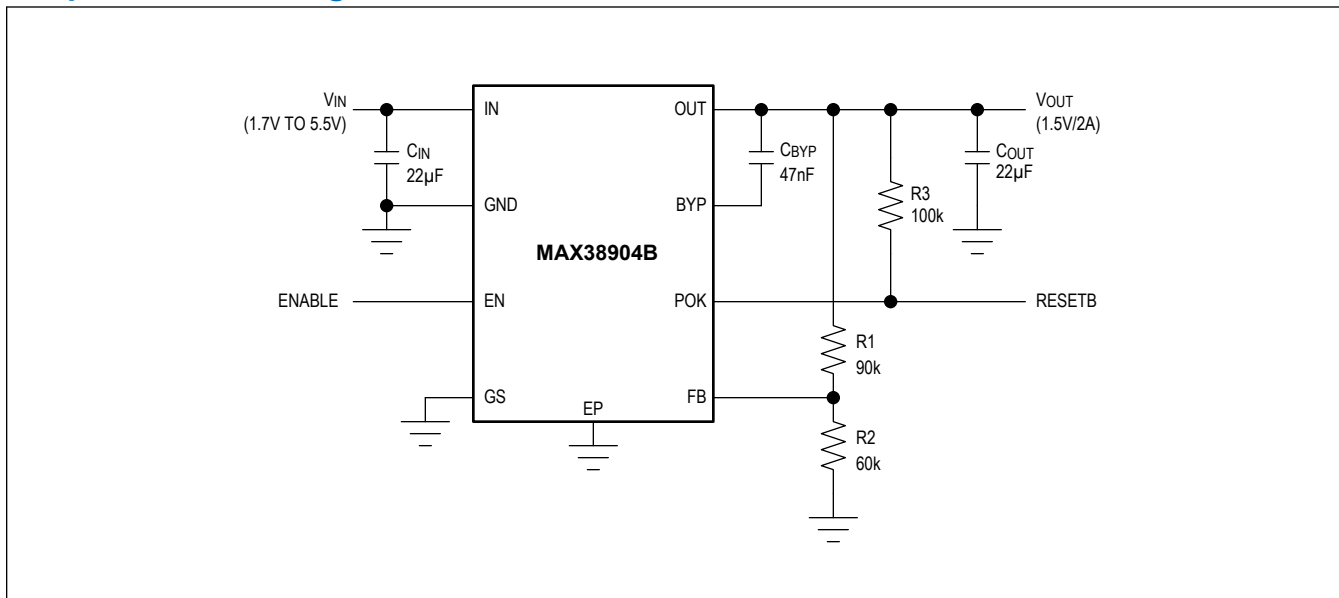 VIN
(1.7V TO 5.5V)
CIN
22µF
ENABLE
IN
GND
EN
GS
MAX38904B
EP
OUT
BYP
POK
FB
CBYP
47nF
R3
100k
R1
90k
R2
60k
VOUT
(1.5V/2A)
COUT
22µF
RESETB